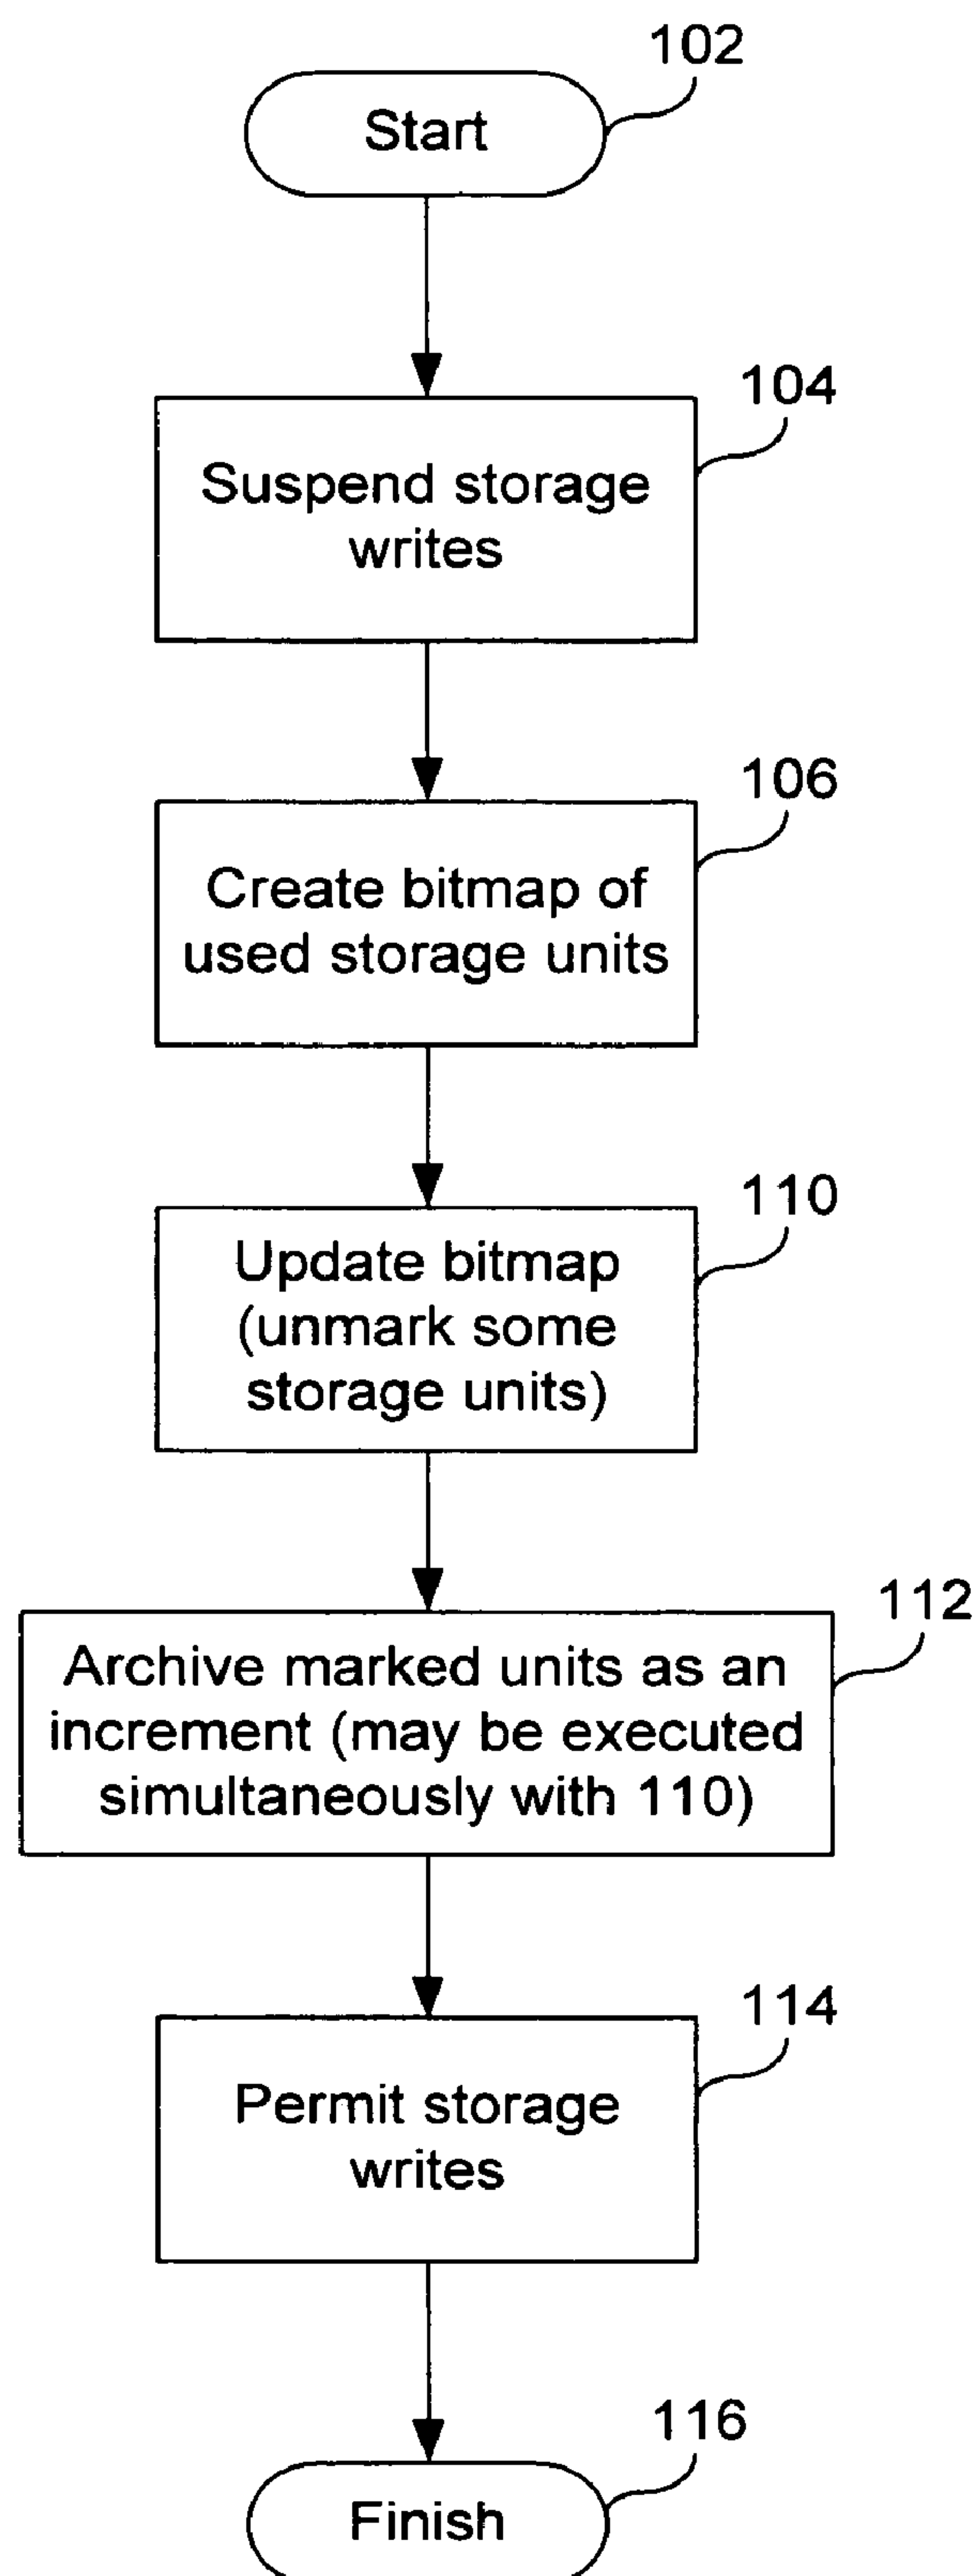 102
Start
104
Suspend storage
writes
106
Create bitmap of
used storage units
110
Update bitmap
(unmark some
storage units)
112
Archive marked units as an
increment (may be executed
simultaneously with 110)
114
Permit storage
writes
116
Finish